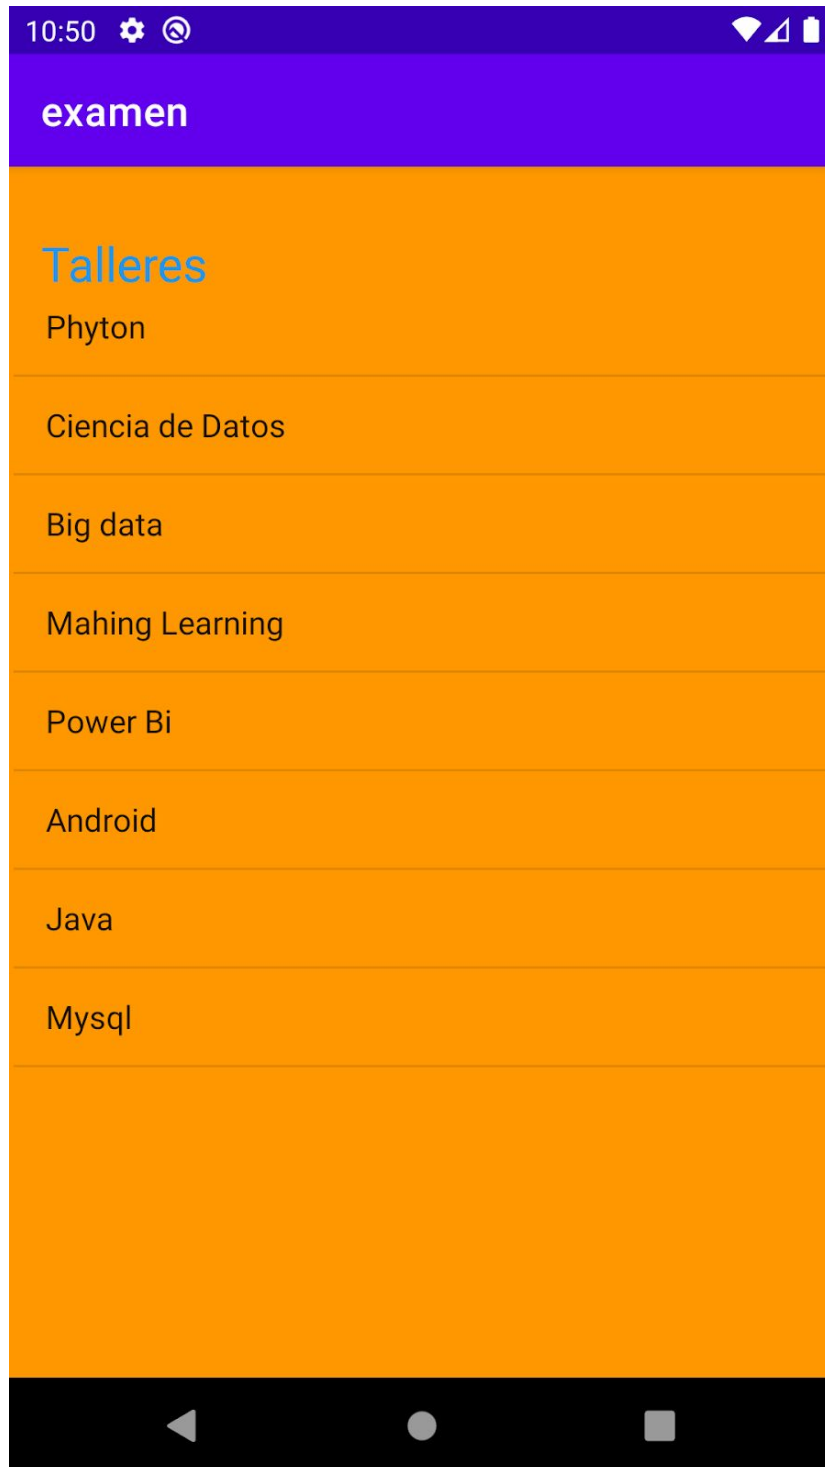 10:50
examen
Talleres
Phyton
Ciencia de Datos
Big data
Mahing Learning
Power Bi
Android
Java
Mysql